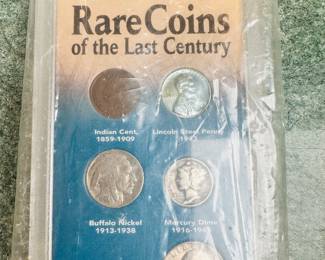 Rare Coins
of the Last Century
Indian Cent,
1859-1909
Lincoln Steel Penny,
1943
Buffalo Nickel
1913-1938
Mercury Dime